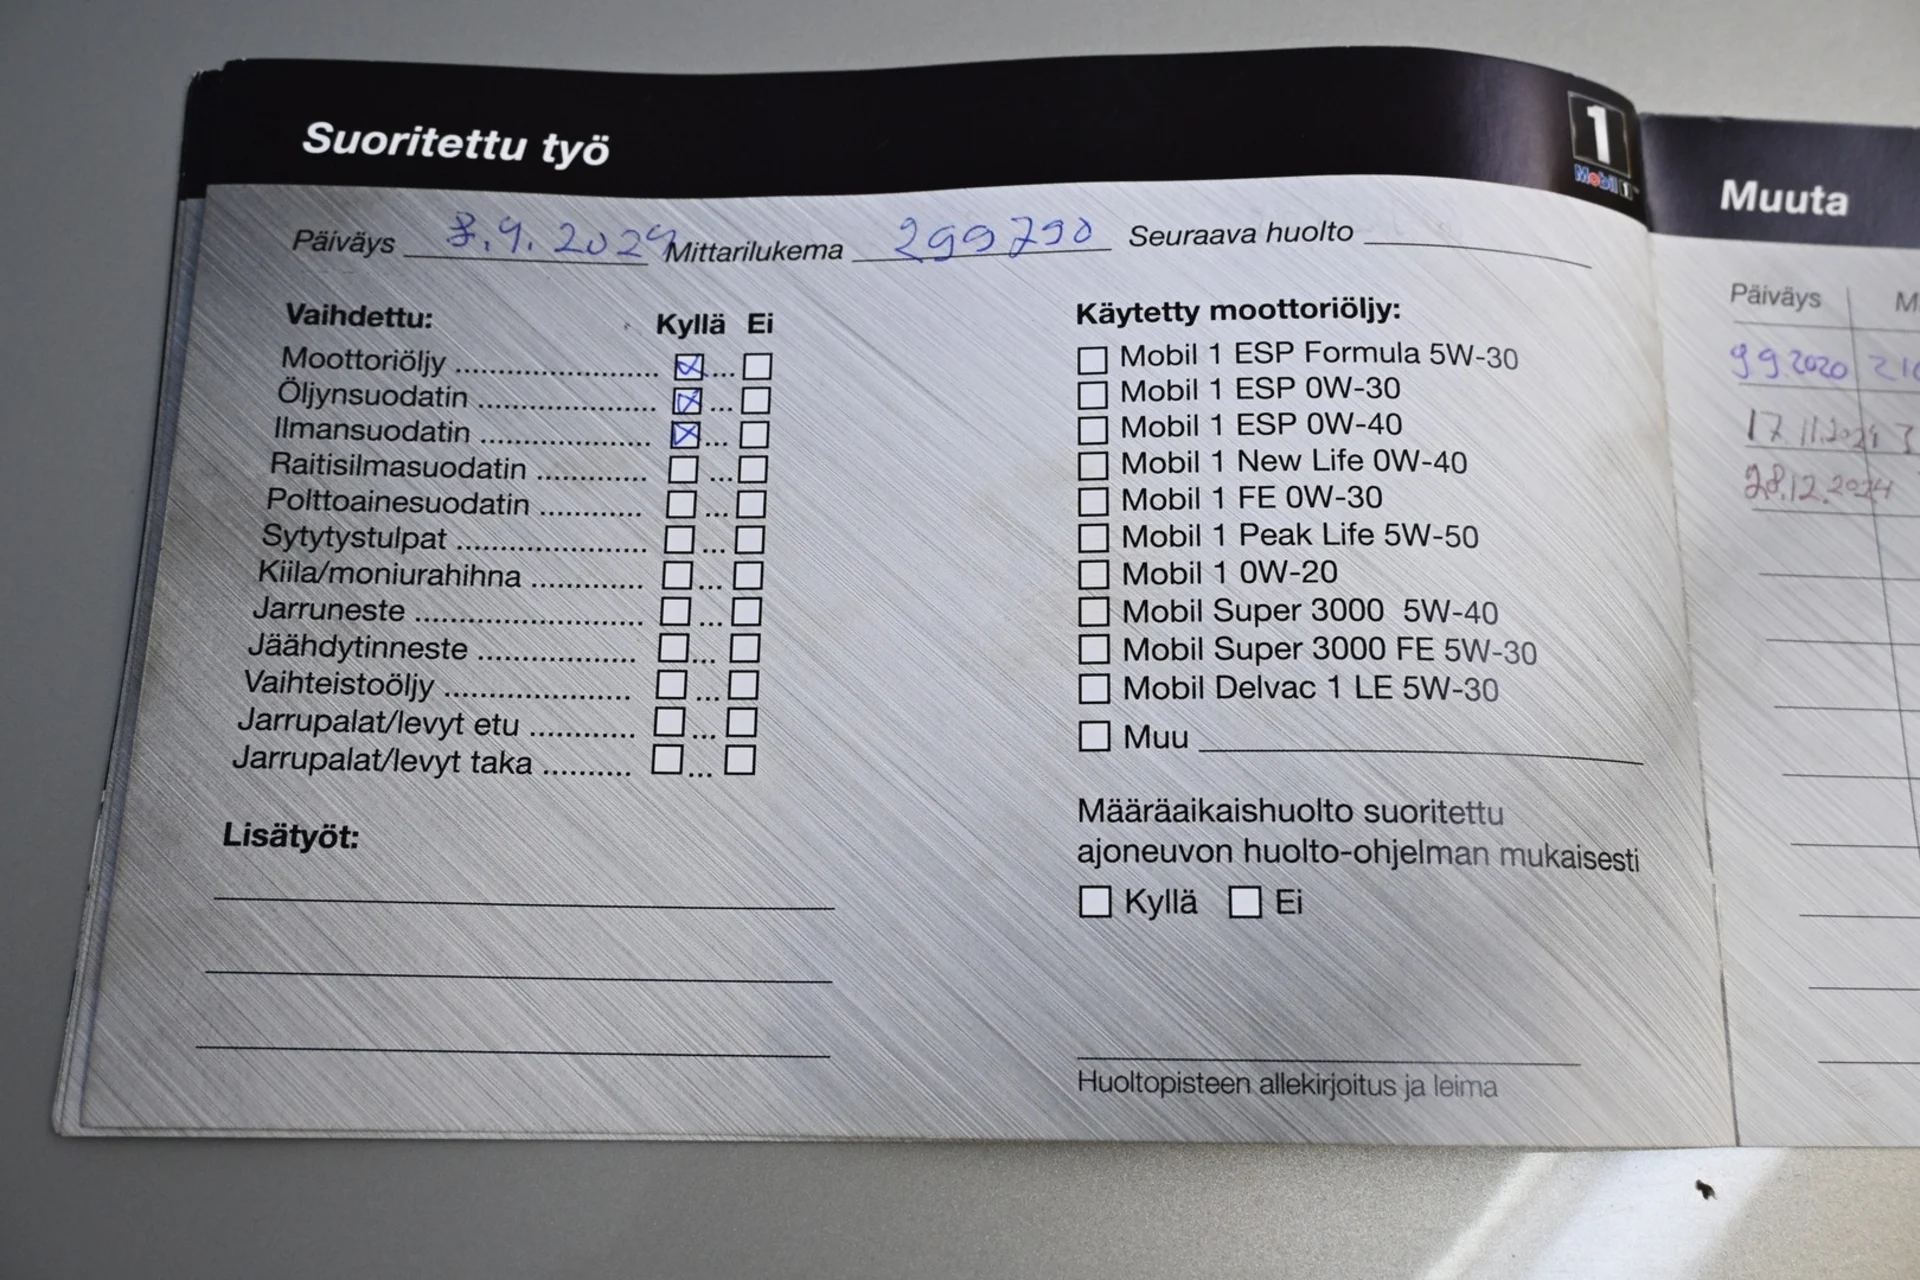 Suoritettu työ
1
Mobil 1
Päiväys 3.9.2024 Mittarilukema 299790 Seuraava huolto
Vaihdettu: Kyllä Ei
Moottoriöljy
Öljynsuodatin
Ilmansuodatin
Raitisilmasuodatin
Polttoainesuodatin
Sytytystulpat
Kiila/moniurahihna
Jarruneste
Jäähdytinneste
Vaihteistoöljy
Jarrupalat/levyt etu
Jarrupalat/levyt taka
Lisätyöt:
Käytetty moottoriöljy:
Mobil 1 ESP Formula 5W-30
Mobil 1 ESP 0W-30
Mobil 1 ESP 0W-40
Mobil 1 New Life 0W-40
Mobil 1 FE 0W-30
Mobil 1 Peak Life 5W-50
Mobil 1 0W-20
Mobil Super 3000 5W-40
Mobil Super 3000 FE 5W-30
Mobil Delvac 1 LE 5W-30
Muu
Määräaikaishuolto suoritettu
ajoneuvon huolto-ohjelman mukaisesti
Kyllä Ei
Huoltopisteen allekirjoitus ja leima
Muuta
Päiväys
9 9 2020
17.11.2024
28.12.2024